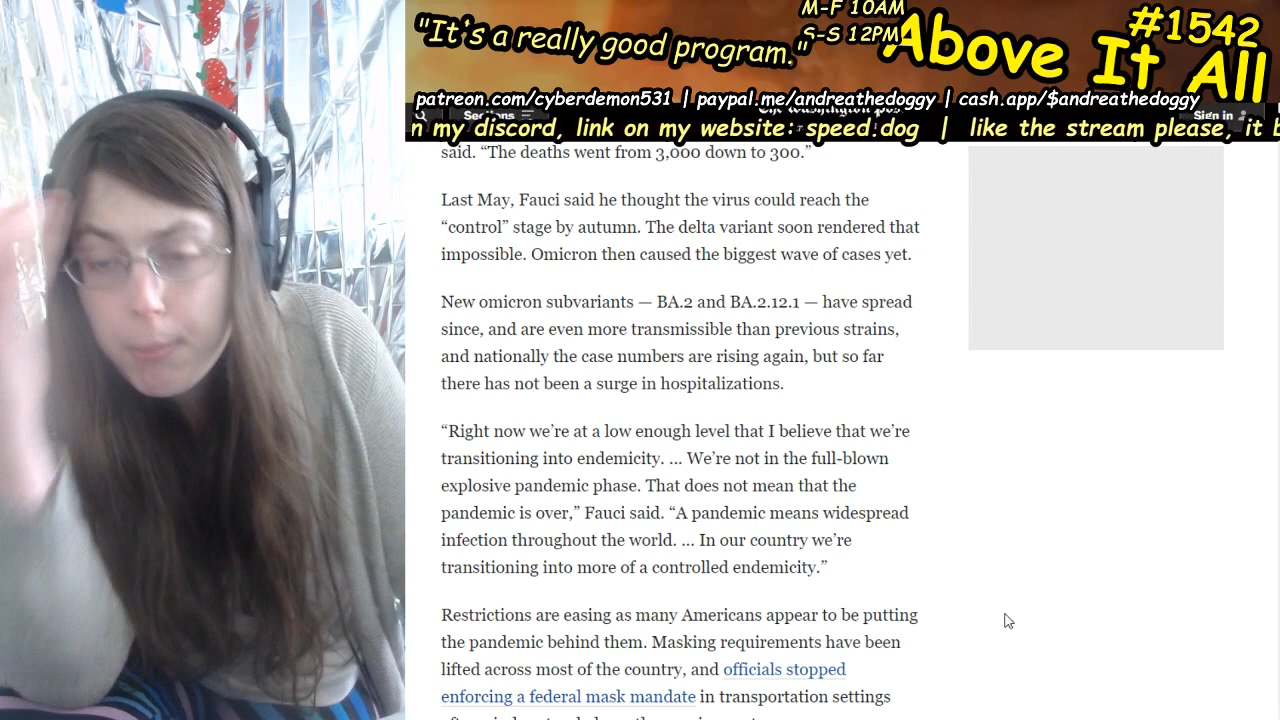 "It's a really good program."
M-F 10AM
S-S 12PM
Above It All
#1542
patreon.com/cyberdemon531 | paypal.me/andreathedoggy | cash.app/$andreathedoggy
Sections
Sign in
n my discord, link on my website: speed.dog | like the stream please, it
said. “The deaths went from 3,000 down to 300.”
Last May, Fauci said he thought the virus could reach the
“control” stage by autumn. The delta variant soon rendered that
impossible. Omicron then caused the biggest wave of cases yet.
New omicron subvariants — BA.2 and BA.2.12.1 — have spread
since, and are even more transmissible than previous strains,
and nationally the case numbers are rising again, but so far
there has not been a surge in hospitalizations.
“Right now we’re at a low enough level that I believe that we’re
transitioning into endemicity. ... We’re not in the full-blown
explosive pandemic phase. That does not mean that the
pandemic is over,” Fauci said. “A pandemic means widespread
infection throughout the world. ... In our country we’re
transitioning into more of a controlled endemicity.”
Restrictions are easing as many Americans appear to be putting
the pandemic behind them. Masking requirements have been
lifted across most of the country, and officials stopped
enforcing a federal mask mandate in transportation settings